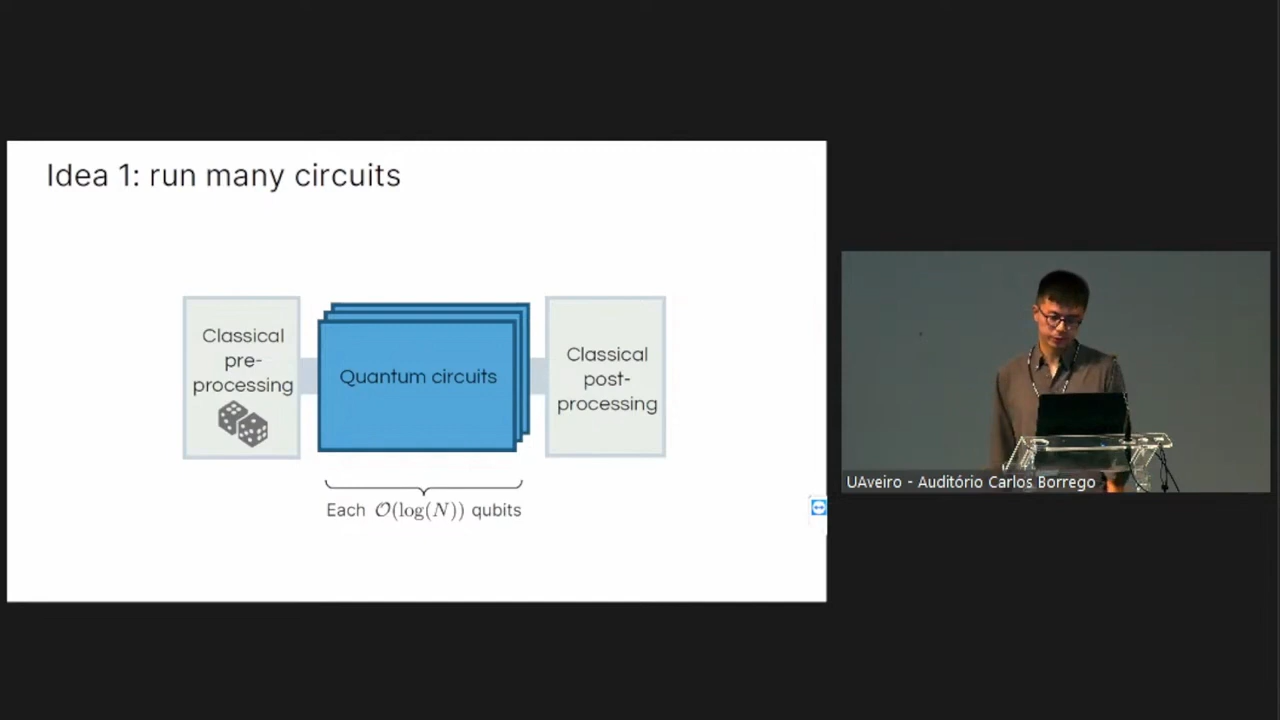 Idea 1: run many circuits
Classical
pre-
processing
Quantum circuits
Classical
post-
processing
Each 𝒪(log(N)) qubits
UAveiro - Auditório Carlos Borrego